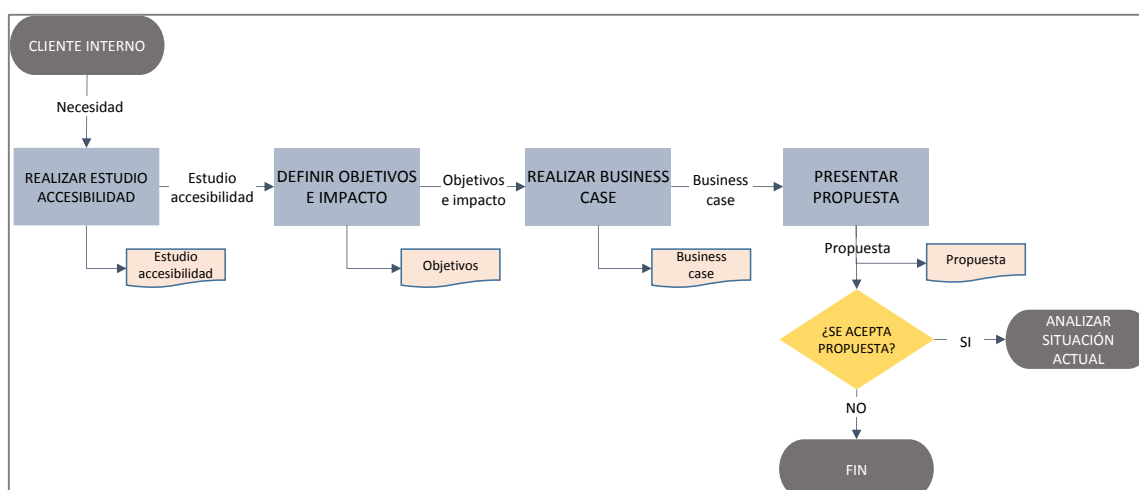 CLIENTE INTERNO
Necesidad
REALIZAR ESTUDIO
ACCESIBILIDAD
Estudio
accesibilidad
DEFINIR OBJETIVOS
E IMPACTO
Objetivos
e impacto
REALIZAR BUSINESS
CASE
Business
case
PRESENTAR
PROPUESTA
Estudio
accesibilidad
Objetivos
Business
case
Propuesta
Propuesta
¿SE ACEPTA
PROPUESTA?
SI
ANALIZAR
SITUACIÓN
ACTUAL
NO
FIN